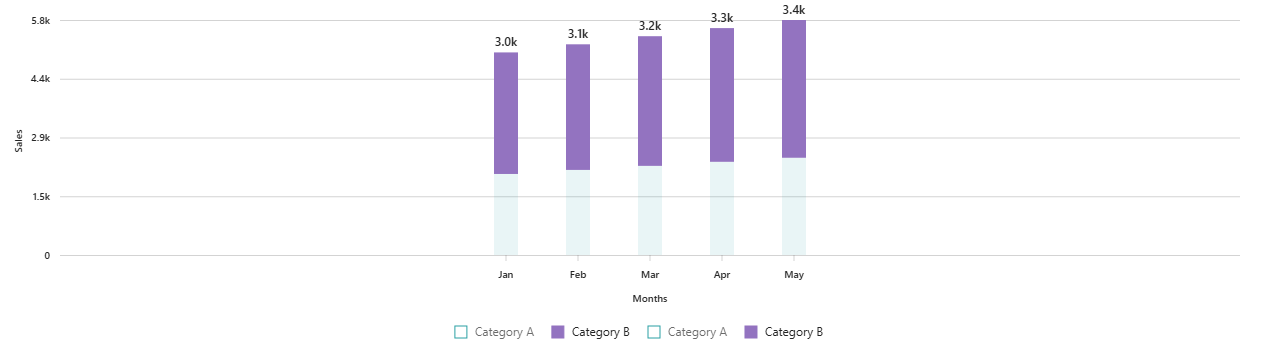 3.4k
5.8k
3.3k
3.2k
3.1k
3.0k
4.4k
2.9k
Sales
1.5k
0
Jan Feb Mar Apr May
Months
Category A Category B Category A Category B